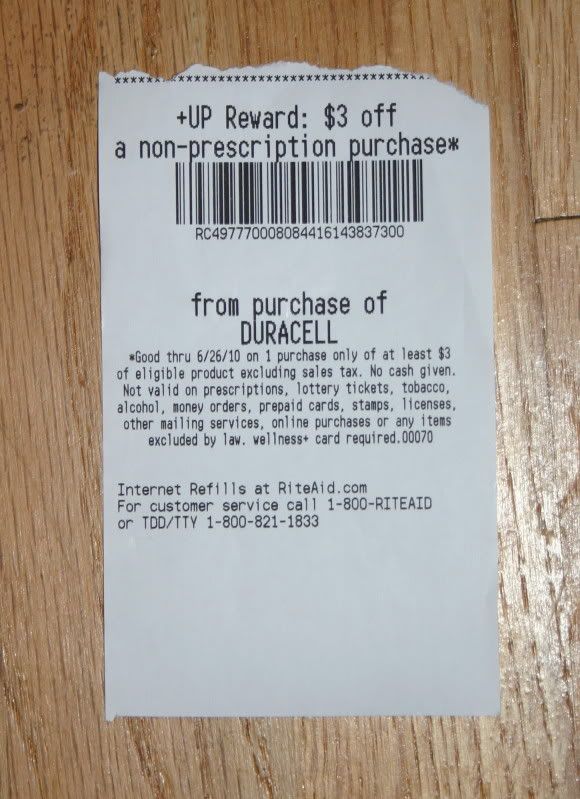 ****************************************
+UP Reward: $3 off
a non-prescription purchase*
RC497770008084416143837300
from purchase of
DURACELL
*Good thru 6/26/10 on 1 purchase only of at least $3
of eligible product excluding sales tax. No cash given.
Not valid on prescriptions, lottery tickets, tobacco,
alcohol, money orders, prepaid cards, stamps, licenses,
other mailing services, online purchases or any items
excluded by law. wellness+ card required.00070
Internet Refills at RiteAid.com
For customer service call 1-800-RITEAID
or TDD/TTY 1-800-821-1833